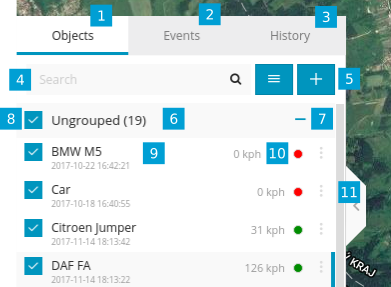 1 2 3
Objects Events History
4 Search 5
8 Ungrouped (19) 6 7
BMW M5 9 0 kph 10
2017-10-22 16:42:21
Car 0 kph 11
2017-10-18 16:40:55
Citroen Jumper 31 kph
2017-11-14 18:13:42
Ý KRAJ
DAF FA 126 kph
2017-11-14 18:13:22